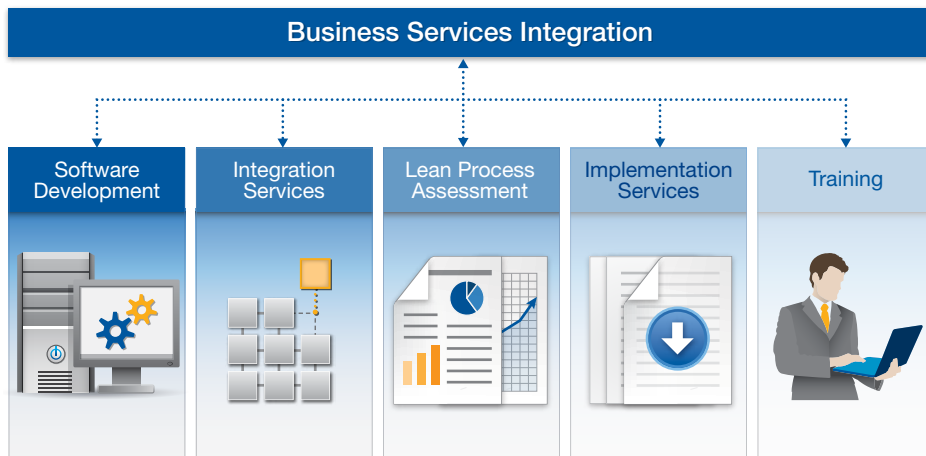 Business Services Integration
Software
Development
Integration
Services
Lean Process
Assessment
Implementation
Services
Training